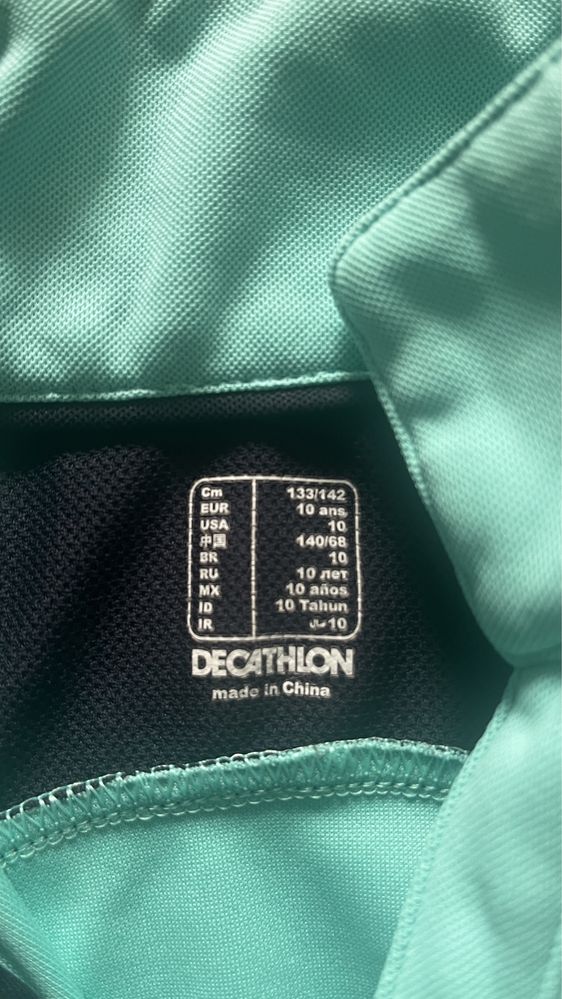 Cm 133/142
EUR 10 ans
USA 10
中国 140/68
BR 10
RU 10 лет
MX 10 años
ID 10 Tahun
IR 10 سال
DECATHLON
made in China